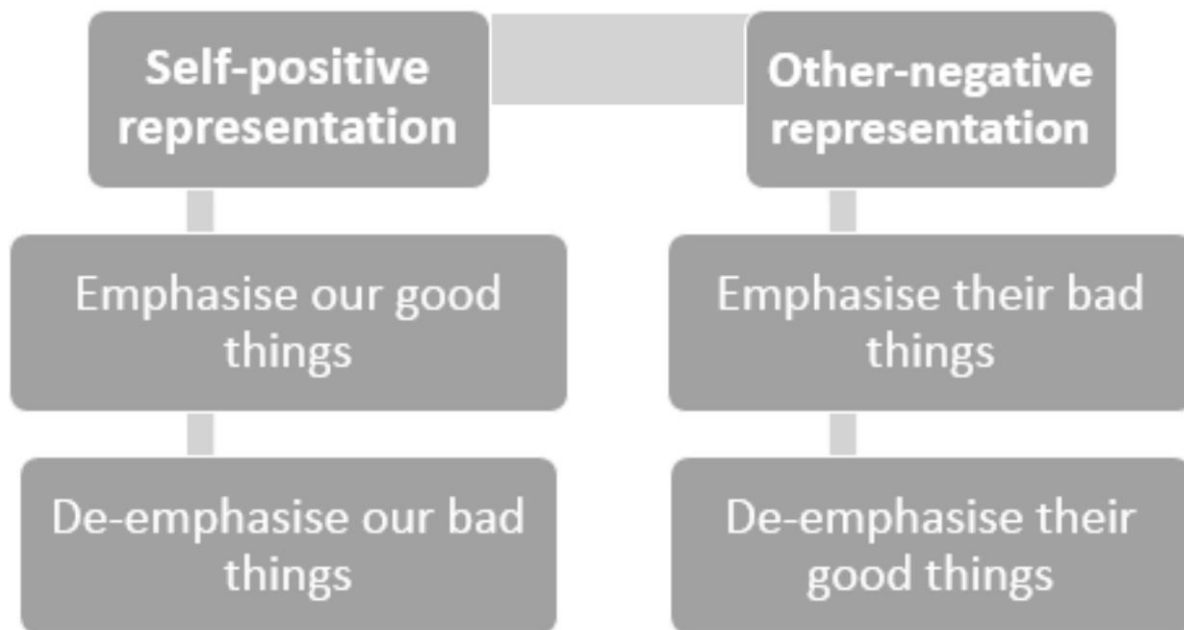 Self-positive
representation
Emphasise our good
things
De-emphasise our bad
things
Other-negative
representation
Emphasise their bad
things
De-emphasise their
good things